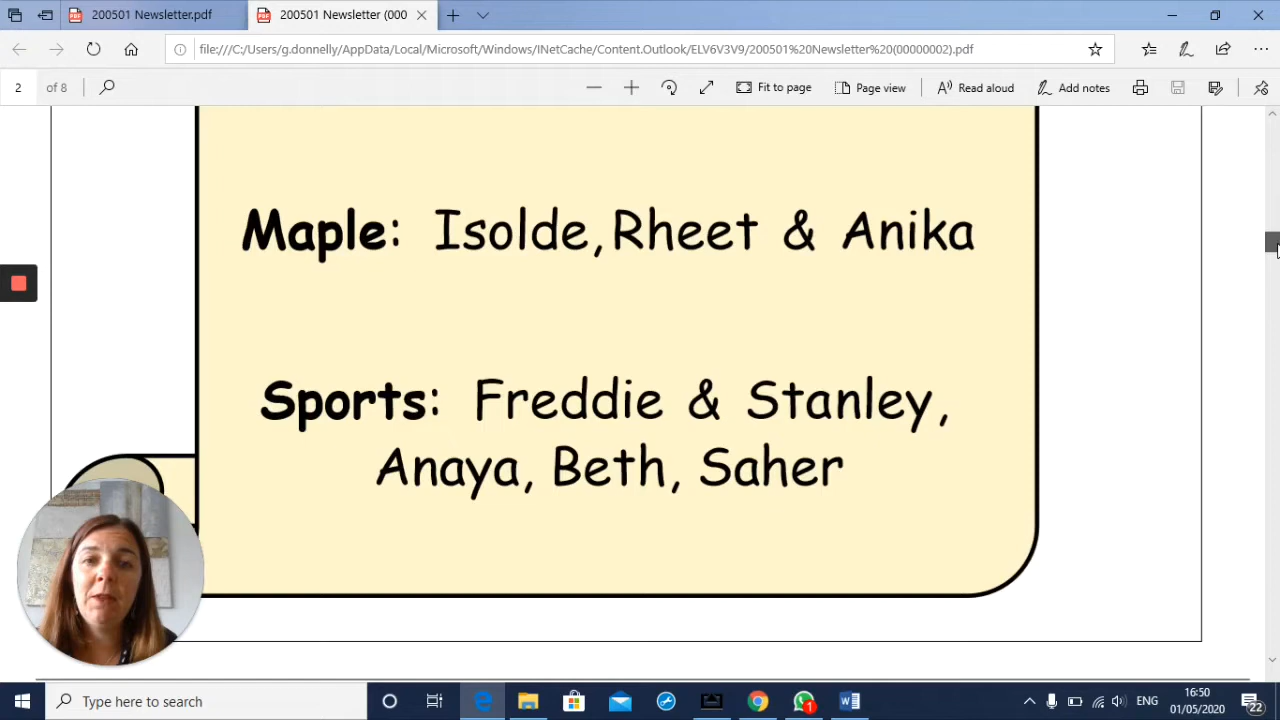 200501 Newsletter.pdf
200501 Newsletter (000
file:///C:/Users/g.donnelly/AppData/Local/Microsoft/Windows/INetCache/Content.Outlook/ELV6V3V9/200501%20Newsletter%20(00000002).pdf
2 of 8
Fit to page
Page view
Read aloud
Add notes
Maple: Isolde, Rheet & Anika
Sports: Freddie & Stanley,
Anaya, Beth, Saher
Type here to search
1
ENG
16:50
01/05/2020
22